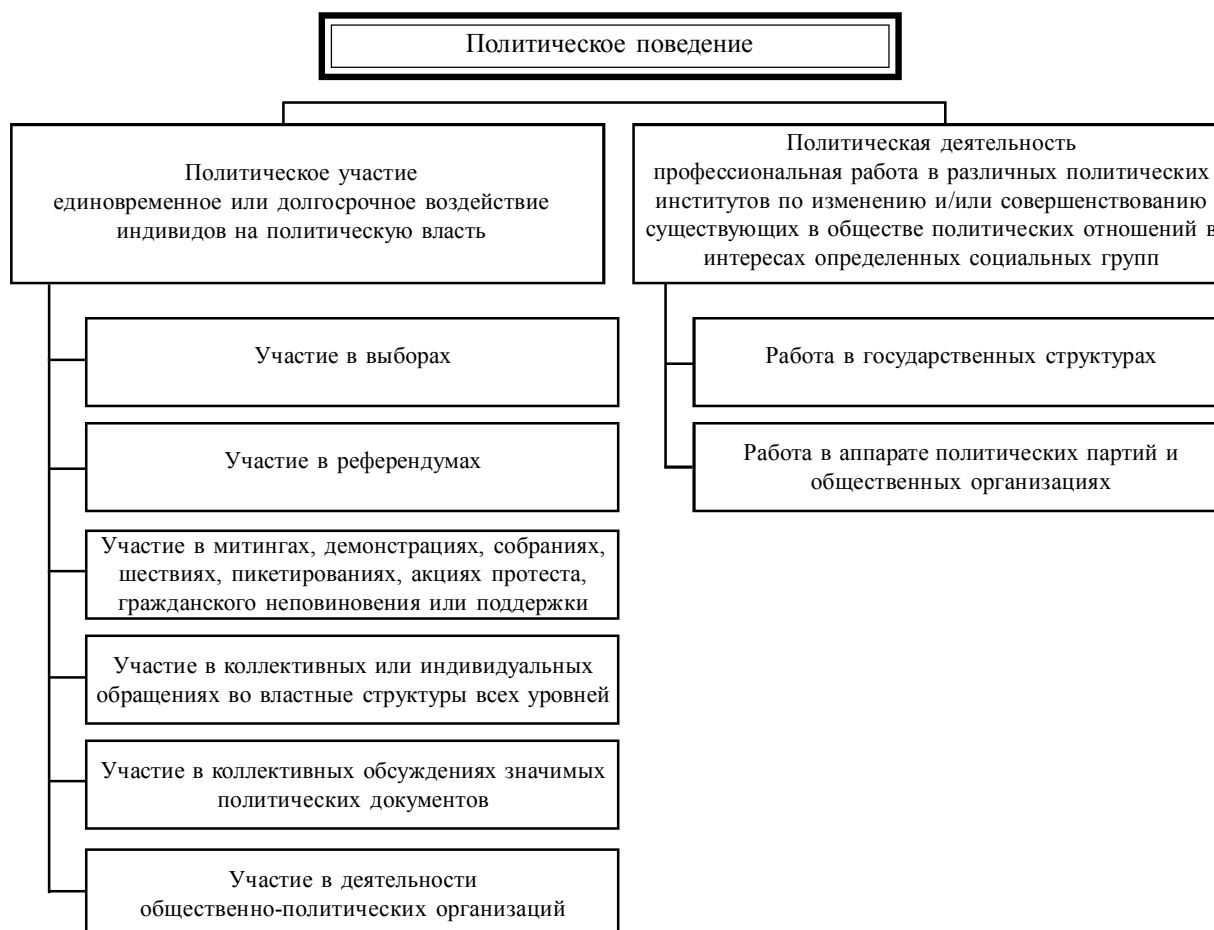 Политическое поведение
Политическое участие
единовременное или долгосрочное воздействие
индивидов на политическую власть
Политическая деятельность
профессиональная работа в различных политических
институтов по изменению и/или совершенствованию
существующих в обществе политических отношений в
интересах определенных социальных групп
Участие в выборах
Участие в референдумах
Участие в митингах, демонстрациях, собраниях,
шествиях, пикетированиях, акциях протеста,
гражданского неповиновения или поддержки
Участие в коллективных или индивидуальных
обращениях во властные структуры всех уровней
Участие в коллективных обсуждениях значимых
политических документов
Участие в деятельности
общественно-политических организаций
Работа в государственных структурах
Работа в аппарате политических партий и
общественных организациях